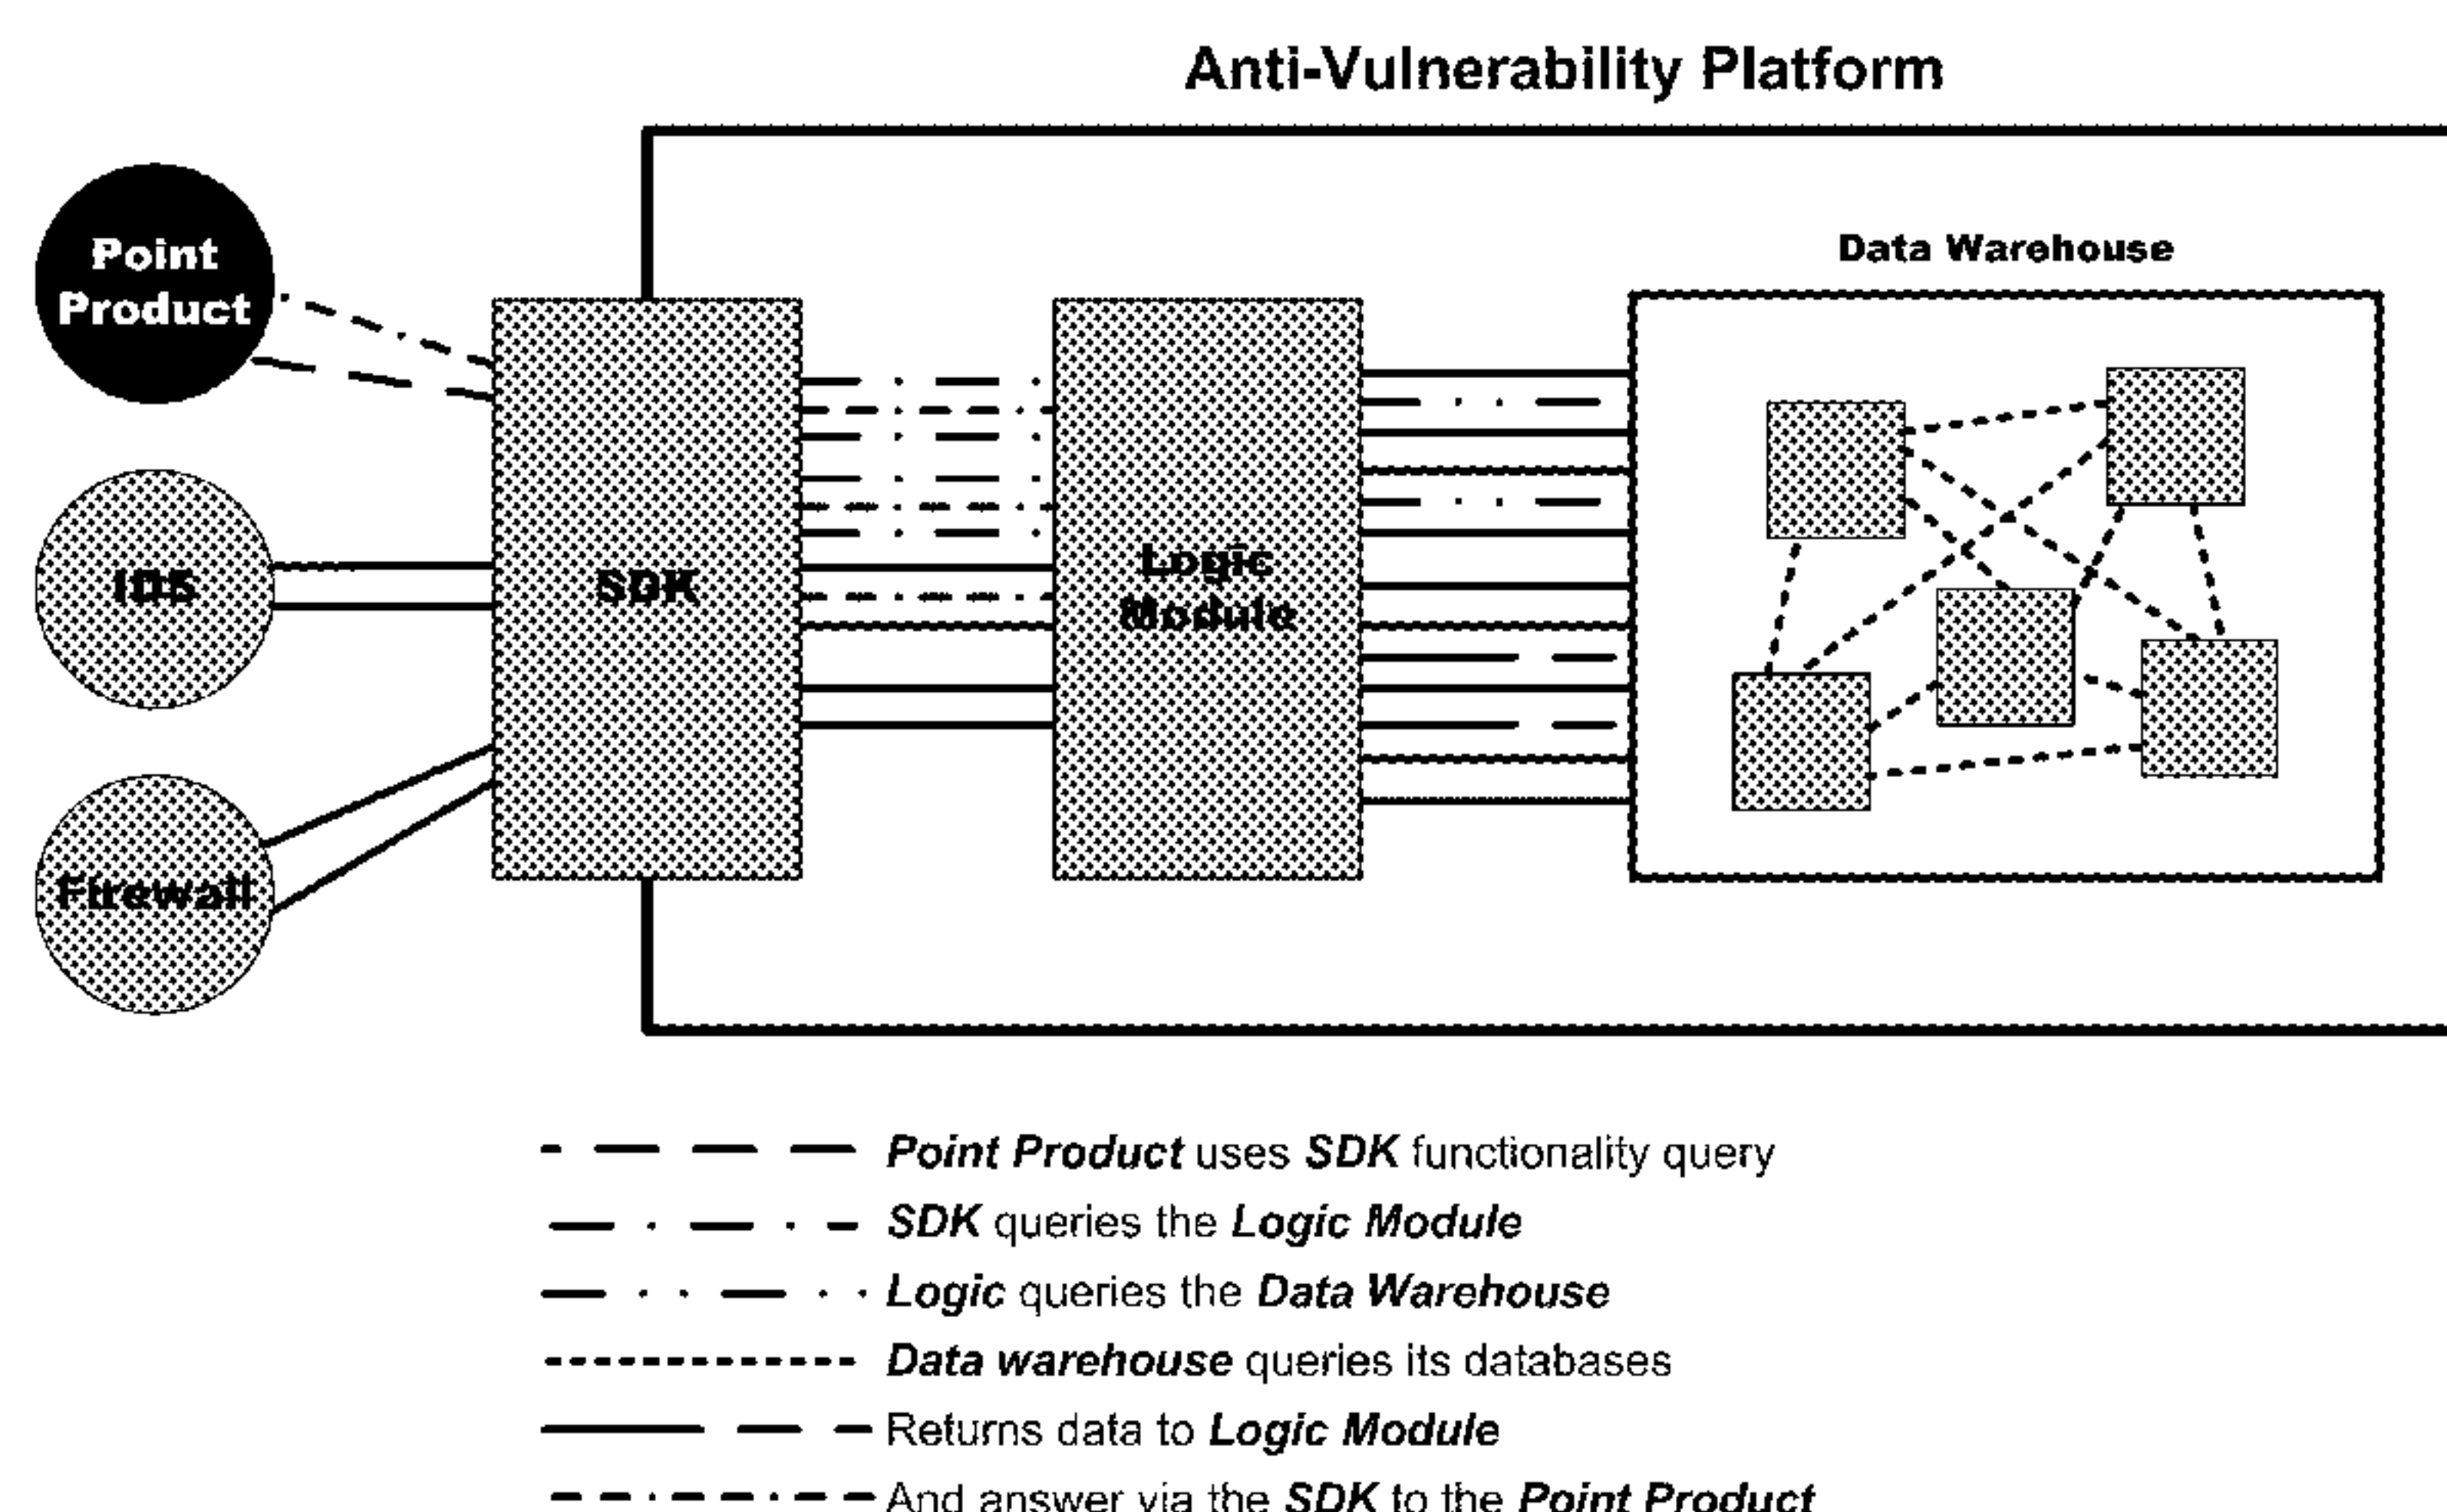 Anti-Vulnerability Platform
Point
Product
Data Warehouse
IDS
SDK
Logic
Module
Firewall
Point Product uses SDK functionality query
SDK queries the Logic Module
Logic queries the Data Warehouse
Data warehouse queries its databases
Returns data to Logic Module
And answer via the SDK to the Point Product